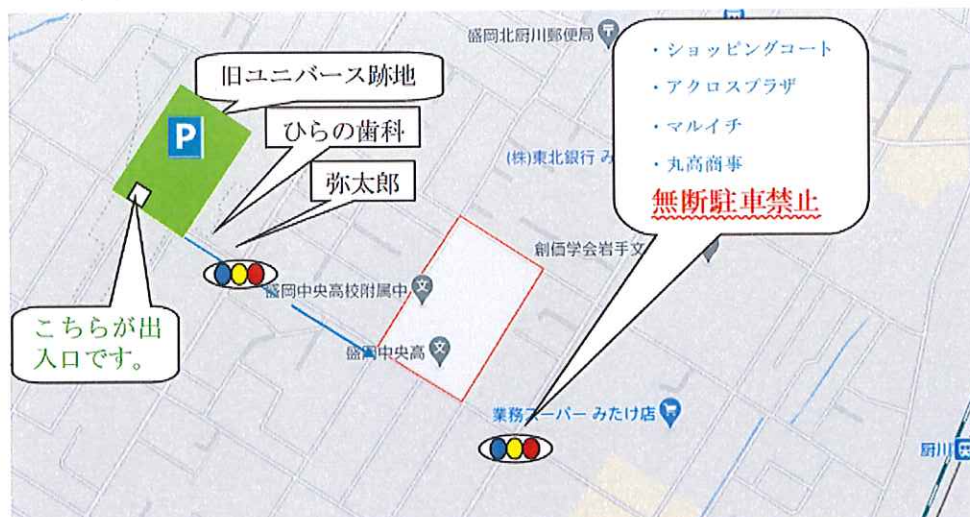 盛岡北厨川郵便局
・ショッピングコート
・アクロスプラザ
・マルイチ
・丸高商事
無断駐車禁止
旧ユニバース跡地
P
ひらの歯科
弥太郎
(株)東北銀行 み
創価学会岩手文
盛岡中央高校附属中
文
盛岡中央高
文
こちらが出
入口です。
業務スーパー みたけ店
厨川